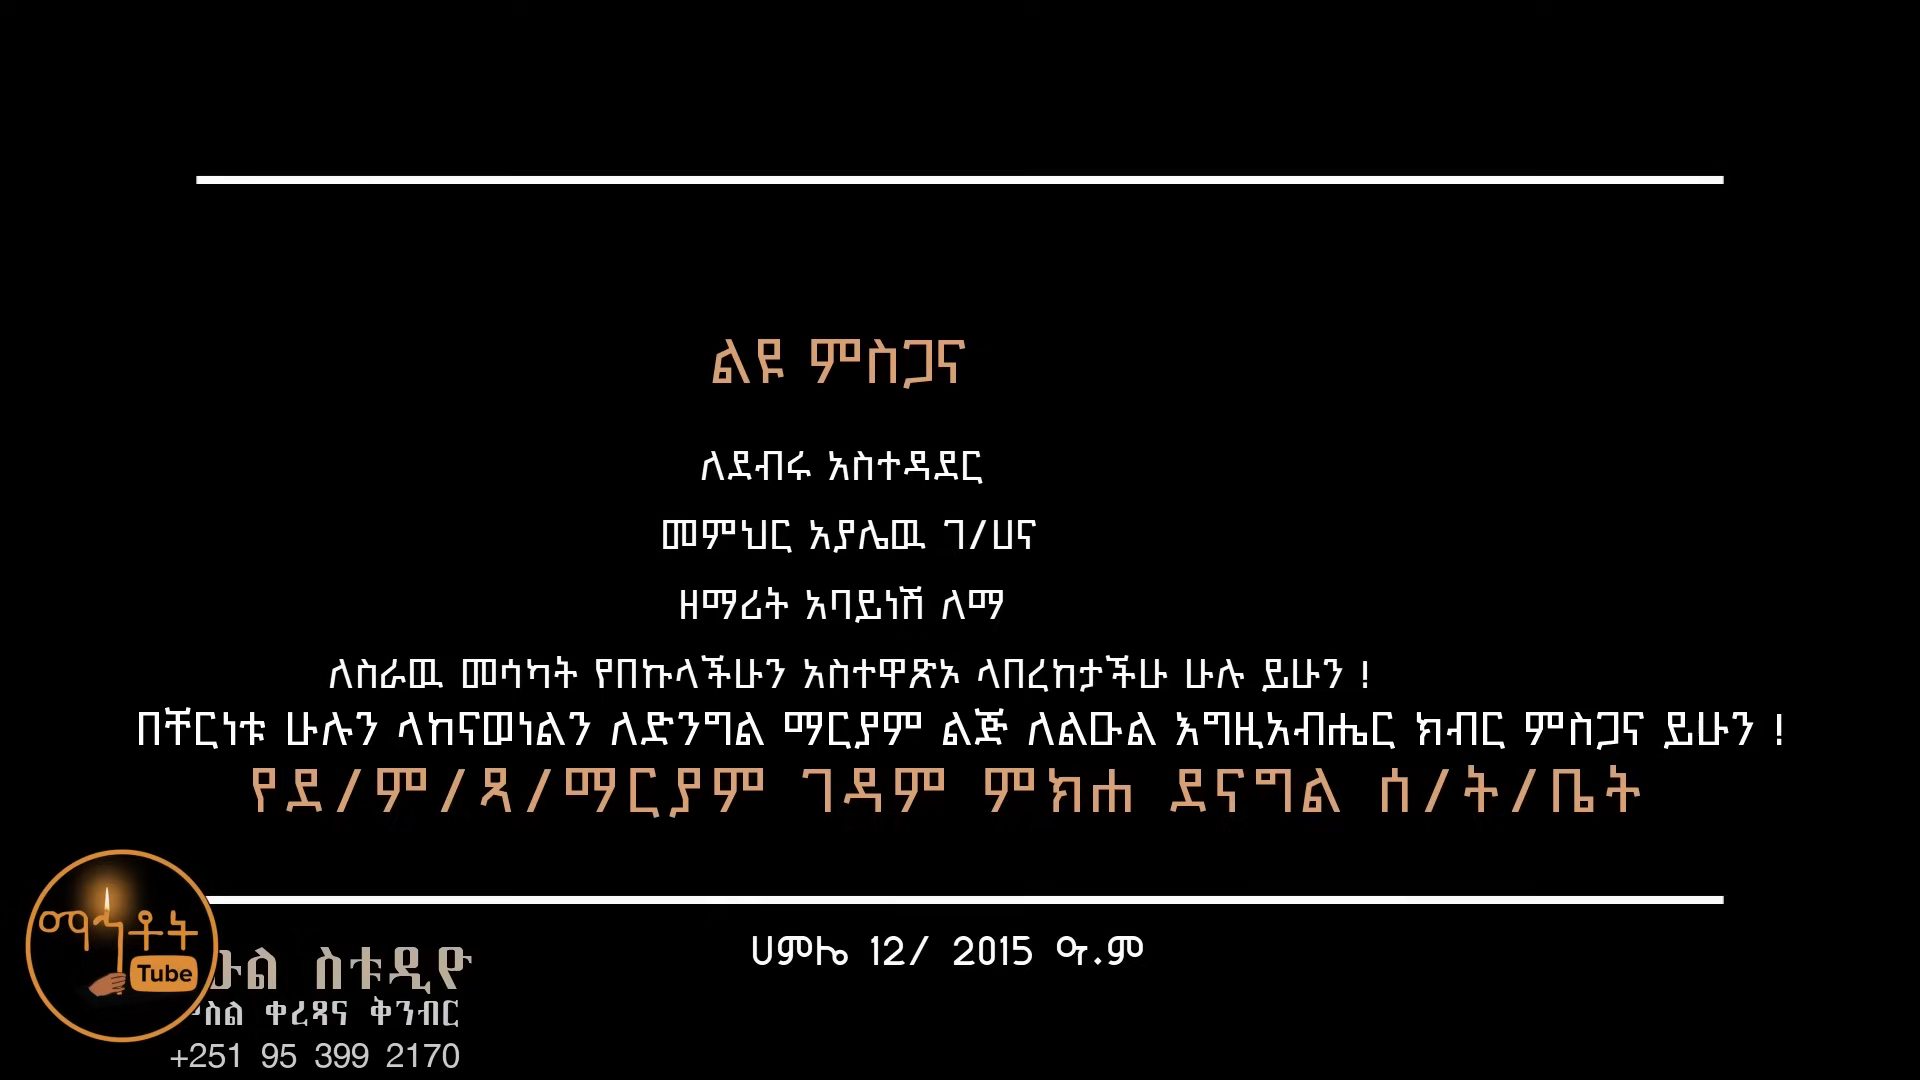 ልዩ ምስጋና
ለደብሩ አስተዳደር
መምህር አያሌዉ ገ/ሀና
ዘማሪት አባይነሽ ለማ
ለስራዉ መሳካት የበኩላችሁን አስተዋጽኦ ላበረከታችሁ ሁሉ ይሁን !
በቸርነቱ ሁሉን ላከናወነልን ለድንግል ማርያም ልጅ ለልዑል እግዚአብሔር ክብር ምስጋና ይሁን !
የደ/ም/ጻ/ማርያም ገዳም ምክሐ ደናግል ሰ/ት/ቤት
ሀምሌ 12/ 2015 ዓ.ም
ማኅቶት
Tube
ስቱዲዮ
ቀረጻና ቅንብር
+251 95 399 2170